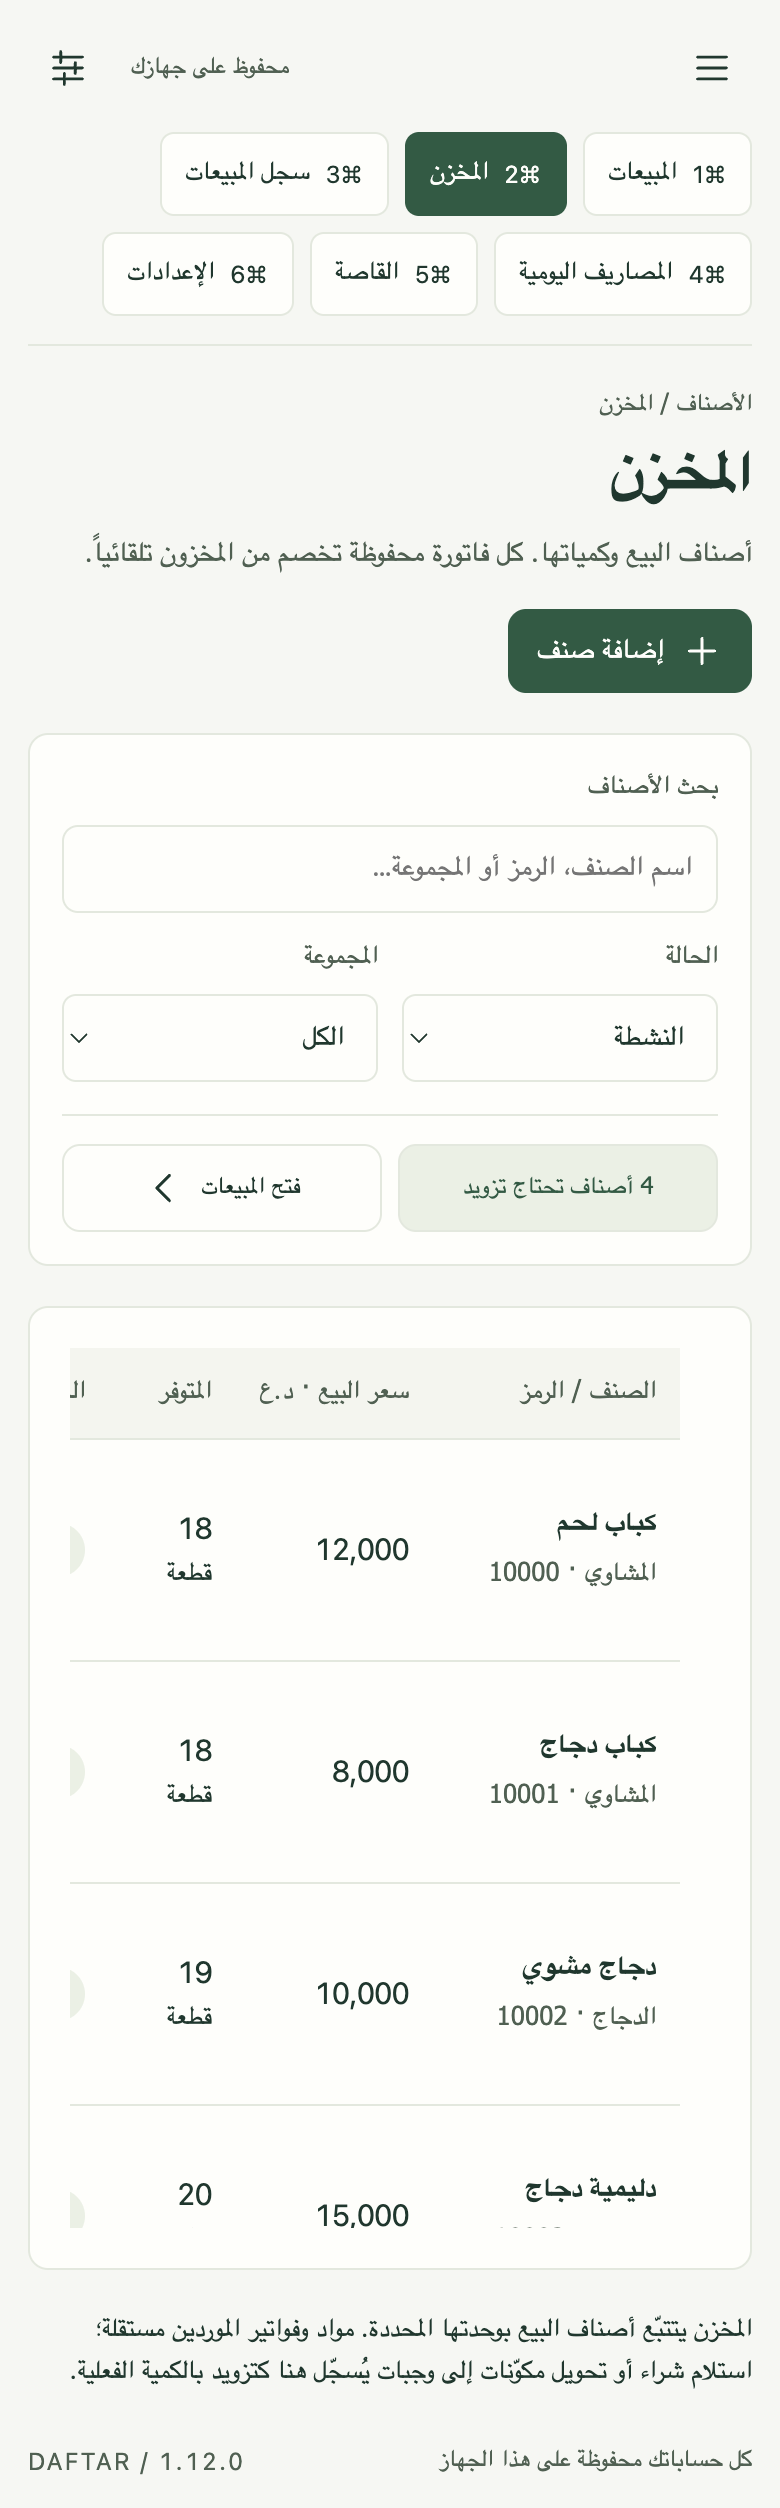 محفوظ على جهازك
⌘1 المبيعات
⌘2 المخزن
⌘3 سجل المبيعات
⌘4 المصاريف اليومية
⌘5 القاصة
⌘6 الإعدادات
الأصناف / المخزن
المخزن
أصناف البيع وكمياتها. كل فاتورة محفوظة تخصم من المخزون تلقائياً.
إضافة صنف
بحث الأصناف
اسم الصنف، الرمز أو المجموعة...
الحالة
المجموعة
النشطة
الكل
4 أصناف تحتاج تزويد
فتح المبيعات
الصنف / الرمز
سعر البيع · د.ع
المتوفر
كباب لحم
المشاوي · 10000
12,000
18
قطعة
كباب دجاج
المشاوي · 10001
8,000
18
قطعة
دجاج مشوي
الدجاج · 10002
10,000
19
قطعة
دليمية دجاج
15,000
20
المخزن يتتبّع أصناف البيع بوحدتها المحددة. مواد وفواتير الموردين مستقلة؛
استلام شراء أو تحويل مكوّنات إلى وجبات يُسجّل هنا كتزويد بالكمية الفعلية.
كل حساباتك محفوظة على هذا الجهاز
DAFTAR / 1.12.0